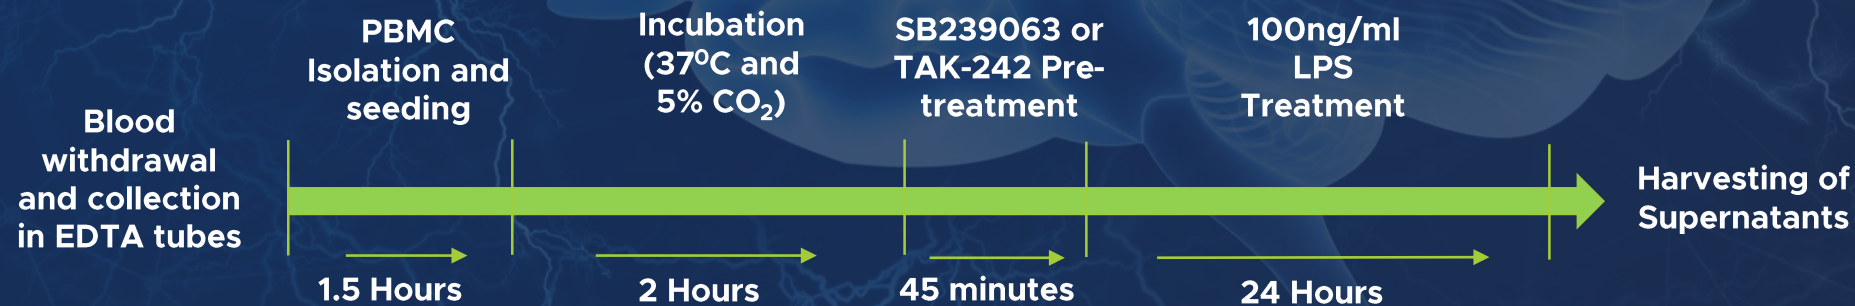 Blood
withdrawal
and collection
in EDTA tubes
PBMC
Isolation and
seeding
1.5 Hours
Incubation
(37⁰C and
5% CO₂)
2 Hours
SB239063 or
TAK-242 Pre-
treatment
45 minutes
100ng/ml
LPS
Treatment
24 Hours
Harvesting of
Supernatants